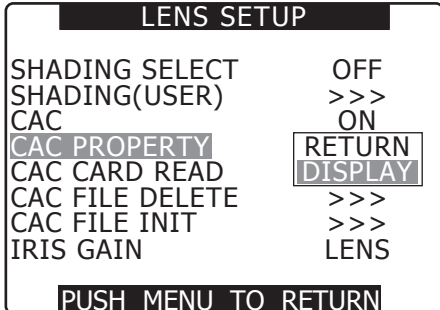 LENS SETUP
SHADING SELECT OFF
SHADING(USER) >>>
CAC ON
CAC PROPERTY RETURN
CAC CARD READ DISPLAY
CAC FILE DELETE >>>
CAC FILE INIT >>>
IRIS GAIN LENS
PUSH MENU TO RETURN